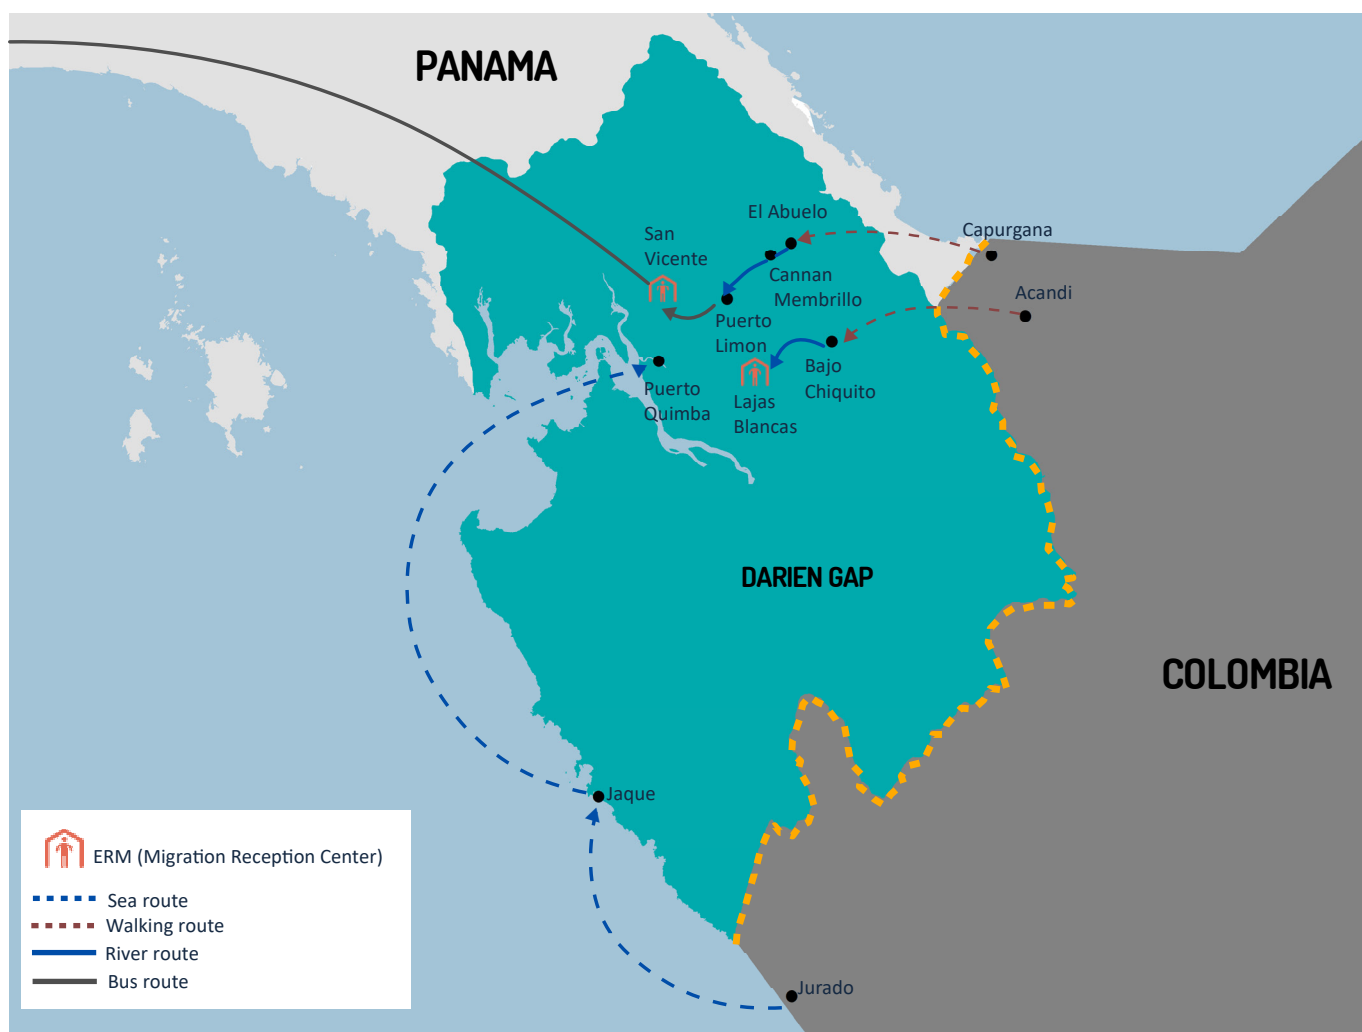 PANAMA
El Abuelo
Capurgana
San
Vicente
Cannan
Membrillo
Acandi
Puerto
Limon
Bajo
Chiquito
Puerto
Quimba
Lajas
Blancas
DARIEN GAP
COLOMBIA
Jaque
ERM (Migration Reception Center)
Sea route
Walking route
River route
Bus route
Jurado